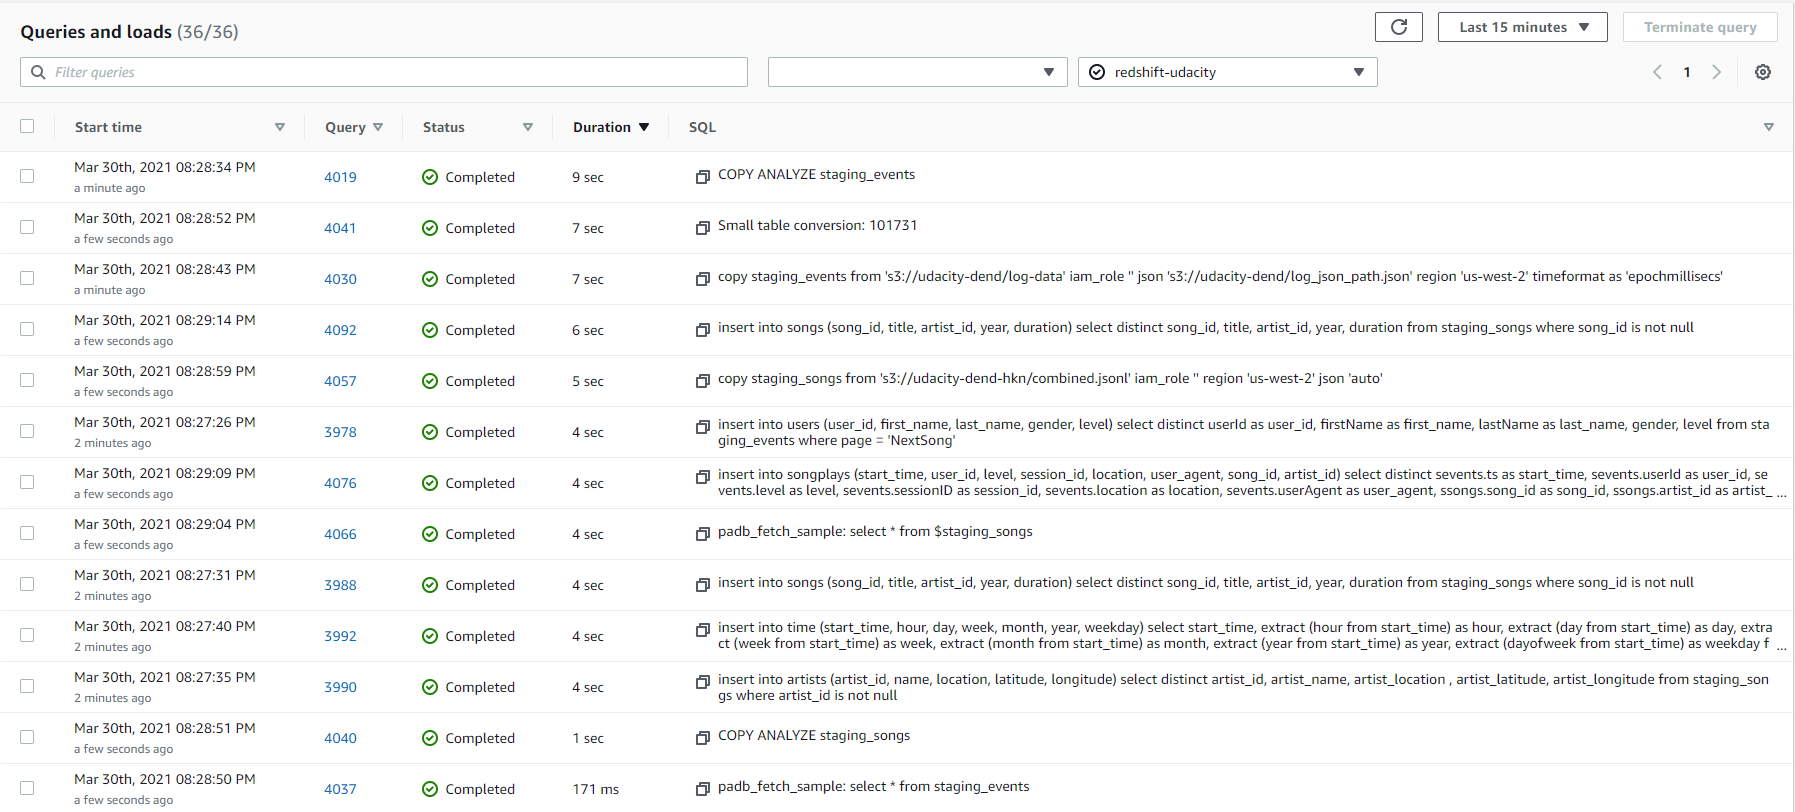 Queries and loads (36/36)
Last 15 minutes
Terminate query
Filter queries
redshift-udacity
1
Start time Query Status Duration SQL
Mar 30th, 2021 08:28:34 PM
a minute ago
4019 Completed 9 sec COPY ANALYZE staging_events
Mar 30th, 2021 08:28:52 PM
a few seconds ago
4041 Completed 7 sec Small table conversion: 101731
Mar 30th, 2021 08:28:43 PM
a minute ago
4030 Completed 7 sec copy staging_events from 's3://udacity-dend/log-data' iam_role '' json 's3://udacity-dend/log_json_path.json' region 'us-west-2' timeformat as 'epochmillisecs'
Mar 30th, 2021 08:29:14 PM
a few seconds ago
4092 Completed 6 sec insert into songs (song_id, title, artist_id, year, duration) select distinct song_id, title, artist_id, year, duration from staging_songs where song_id is not null
Mar 30th, 2021 08:28:59 PM
a few seconds ago
4057 Completed 5 sec copy staging_songs from 's3://udacity-dend-hkn/combined.jsonl' iam_role '' region 'us-west-2' json 'auto'
Mar 30th, 2021 08:27:26 PM
2 minutes ago
3978 Completed 4 sec insert into users (user_id, first_name, last_name, gender, level) select distinct userId as user_id, firstName as first_name, lastName as last_name, gender, level from sta
ging_events where page = 'NextSong'
Mar 30th, 2021 08:29:09 PM
a few seconds ago
4076 Completed 4 sec insert into songplays (start_time, user_id, level, session_id, location, user_agent, song_id, artist_id) select distinct sevents.ts as start_time, sevents.userId as user_id, se
vents.level as level, sevents.sessionID as session_id, sevents.location as location, sevents.userAgent as user_agent, ssongs.song_id as song_id, ssongs.artist_id as artist_ ...
Mar 30th, 2021 08:29:04 PM
a few seconds ago
4066 Completed 4 sec padb_fetch_sample: select * from $staging_songs
Mar 30th, 2021 08:27:31 PM
2 minutes ago
3988 Completed 4 sec insert into songs (song_id, title, artist_id, year, duration) select distinct song_id, title, artist_id, year, duration from staging_songs where song_id is not null
Mar 30th, 2021 08:27:40 PM
2 minutes ago
3992 Completed 4 sec insert into time (start_time, hour, day, week, month, year, weekday) select start_time, extract (hour from start_time) as hour, extract (day from start_time) as day, extra
ct (week from start_time) as week, extract (month from start_time) as month, extract (year from start_time) as year, extract (dayofweek from start_time) as weekday f ...
Mar 30th, 2021 08:27:35 PM
2 minutes ago
3990 Completed 4 sec insert into artists (artist_id, name, location, latitude, longitude) select distinct artist_id, artist_name, artist_location , artist_latitude, artist_longitude from staging_son
gs where artist_id is not null
Mar 30th, 2021 08:28:51 PM
a few seconds ago
4040 Completed 1 sec COPY ANALYZE staging_songs
Mar 30th, 2021 08:28:50 PM
a few seconds ago
4037 Completed 171 ms padb_fetch_sample: select * from staging_events